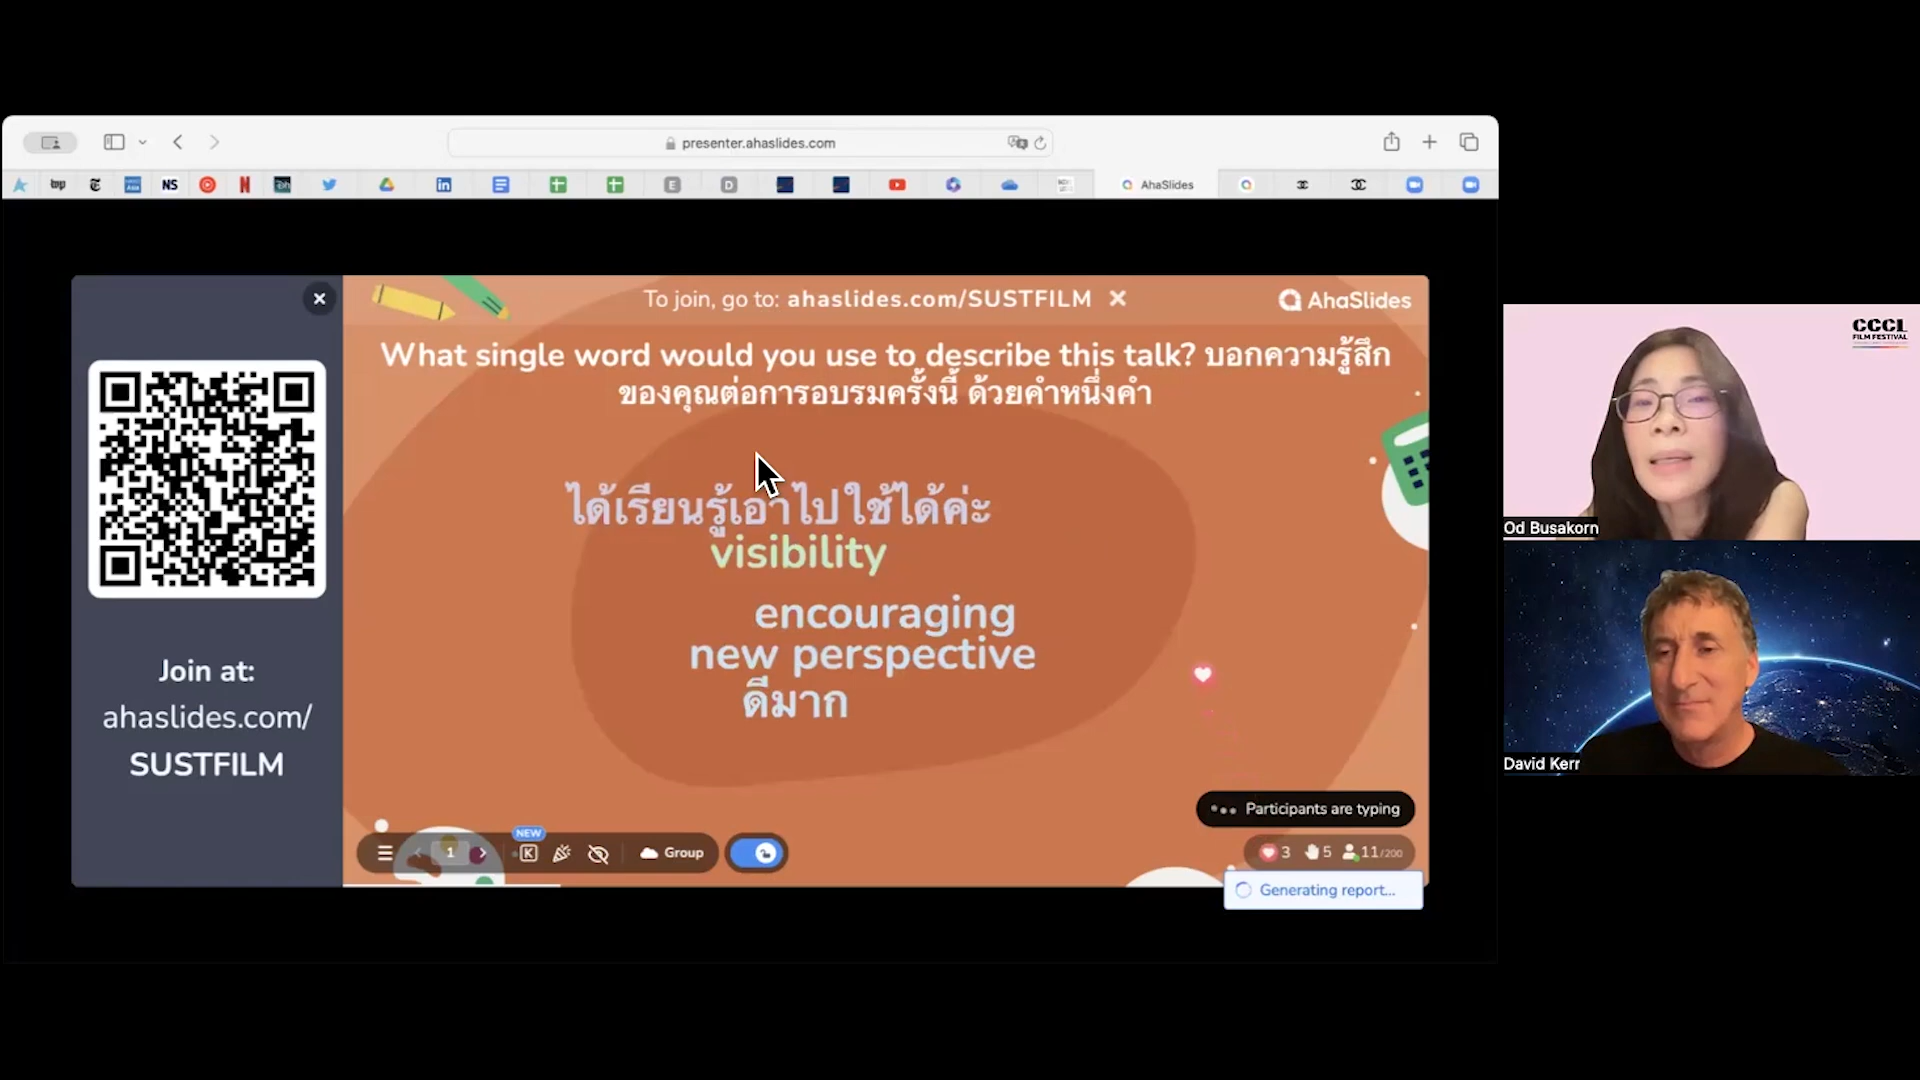 presenter.ahaslides.com
NS
AhaSlides
To join, go to: ahaslides.com/SUSTFILM
AhaSlides
What single word would you use to describe this talk? บอกความรู้สึก
ของคุณต่อการอบรมครั้งนี้ ด้วยคำหนึ่งคำ
ได้เรียนรู้เอาไปใช้ได้ค่ะ
visibility
encouraging
new perspective
ดีมาก
Join at:
ahaslides.com/
SUSTFILM
Participants are typing
NEW
1
Group
3 5 11/200
Generating report...
CCCL
FILM FESTIVAL
Od Busakorn
David Kerr